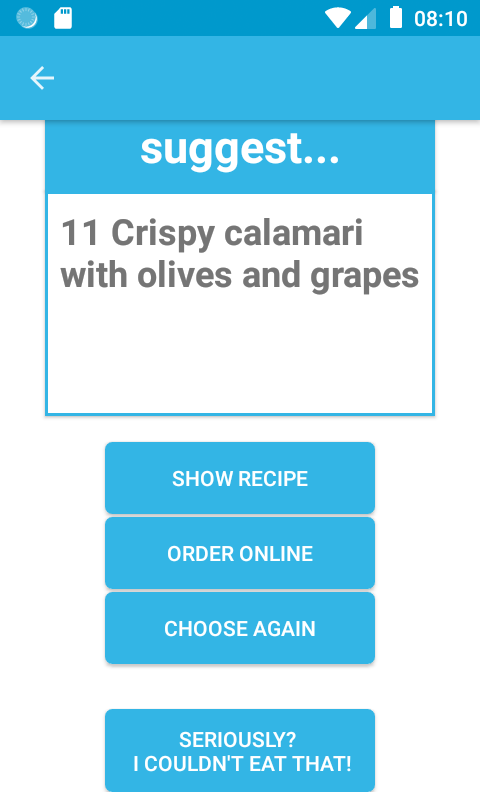 08:10
suggest...
11 Crispy calamari
with olives and grapes
SHOW RECIPE
ORDER ONLINE
CHOOSE AGAIN
SERIOUSLY?
I COULDN'T EAT THAT!